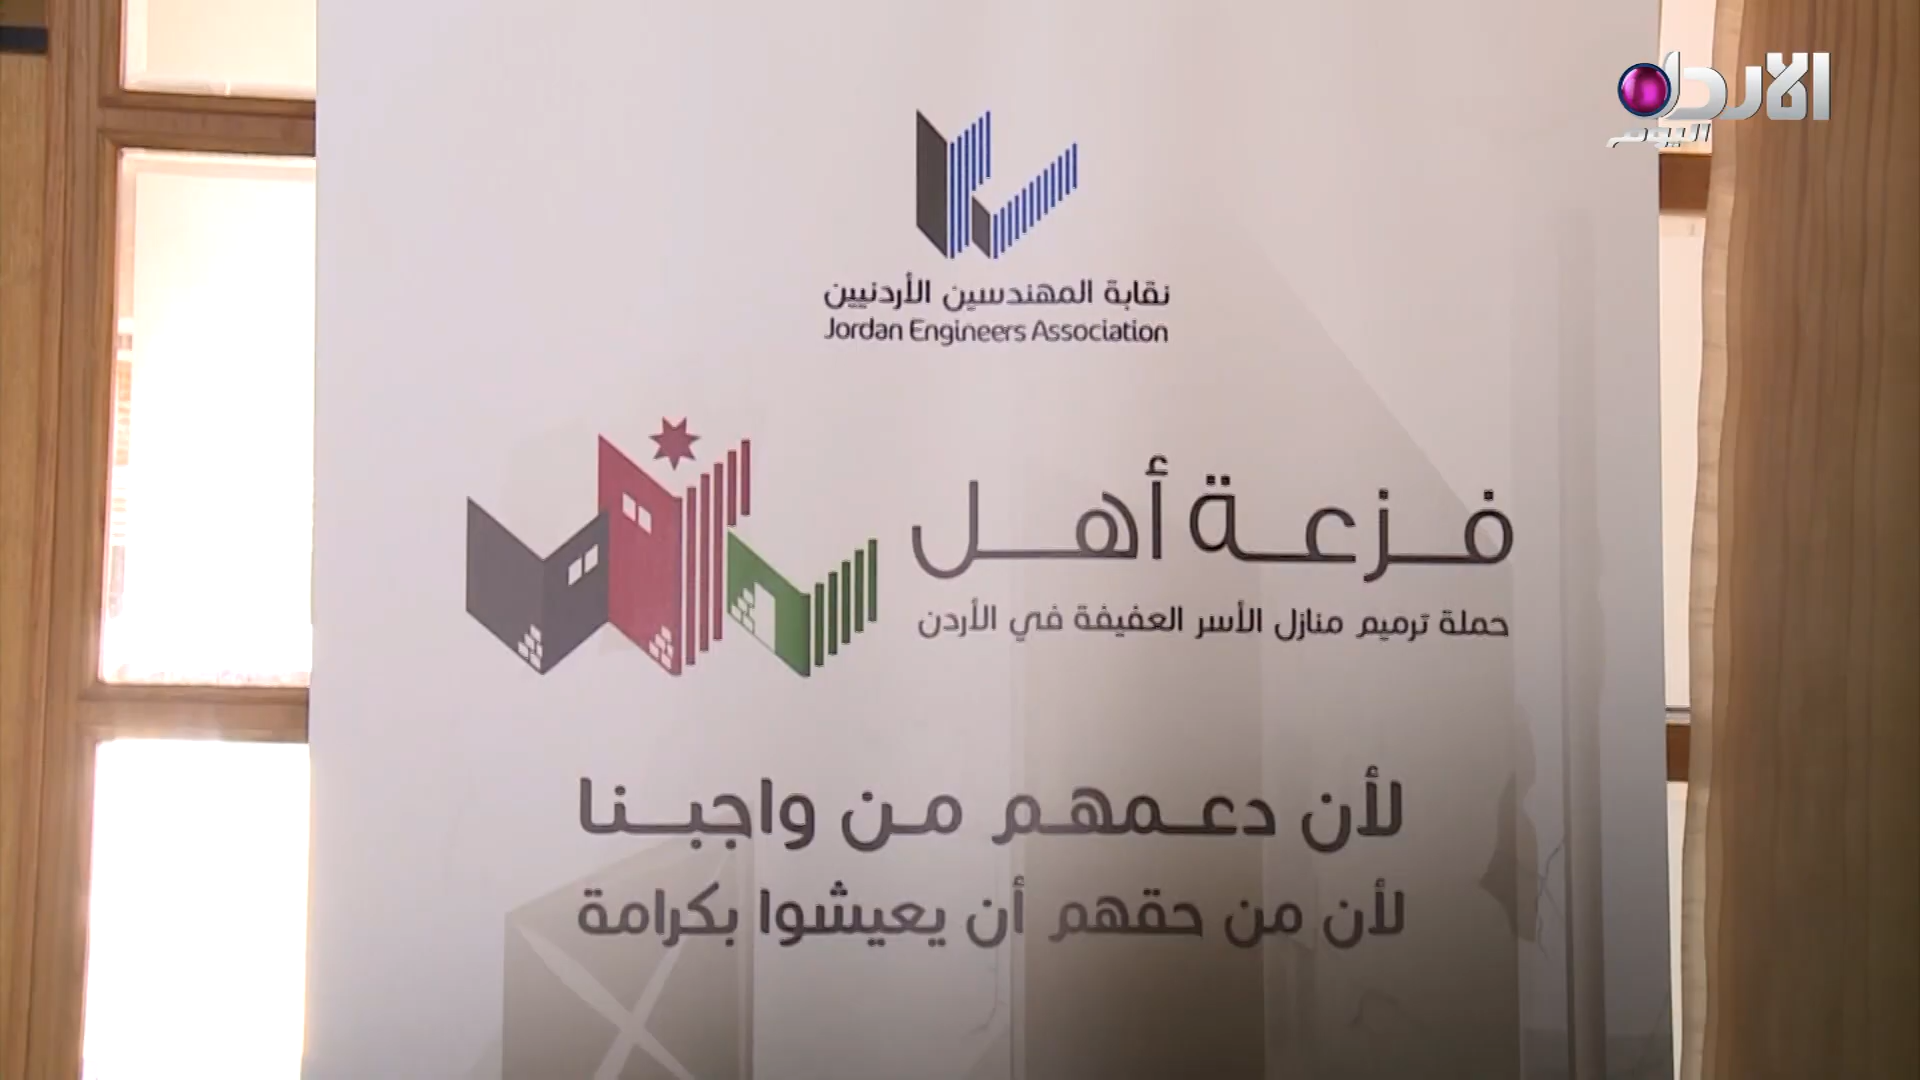 الاردن
اليوم
نقابة المهندسين الأردنيين
Jordan Engineers Association
فزعة أهل
حملة ترميم منازل الأسر العفيفة في الأردن
لأن دعمهم من واجبنا
لأن من حقهم أن يعيشوا بكرامة